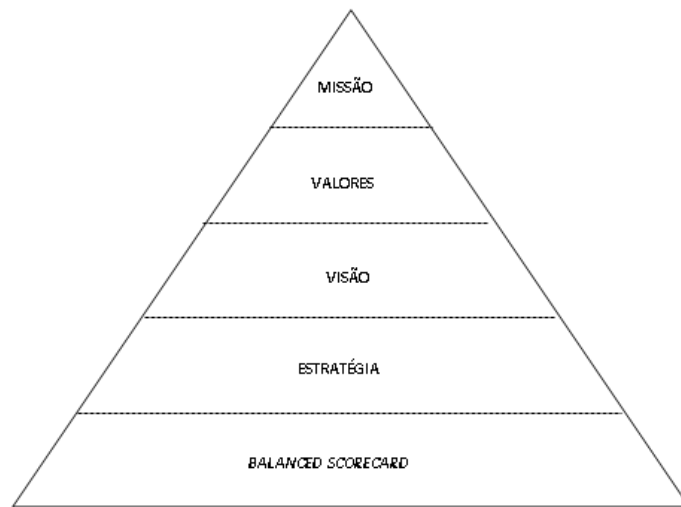 MISSÃO
VALORES
VISÃO
ESTRATÉGIA
BALANCED SCORECARD